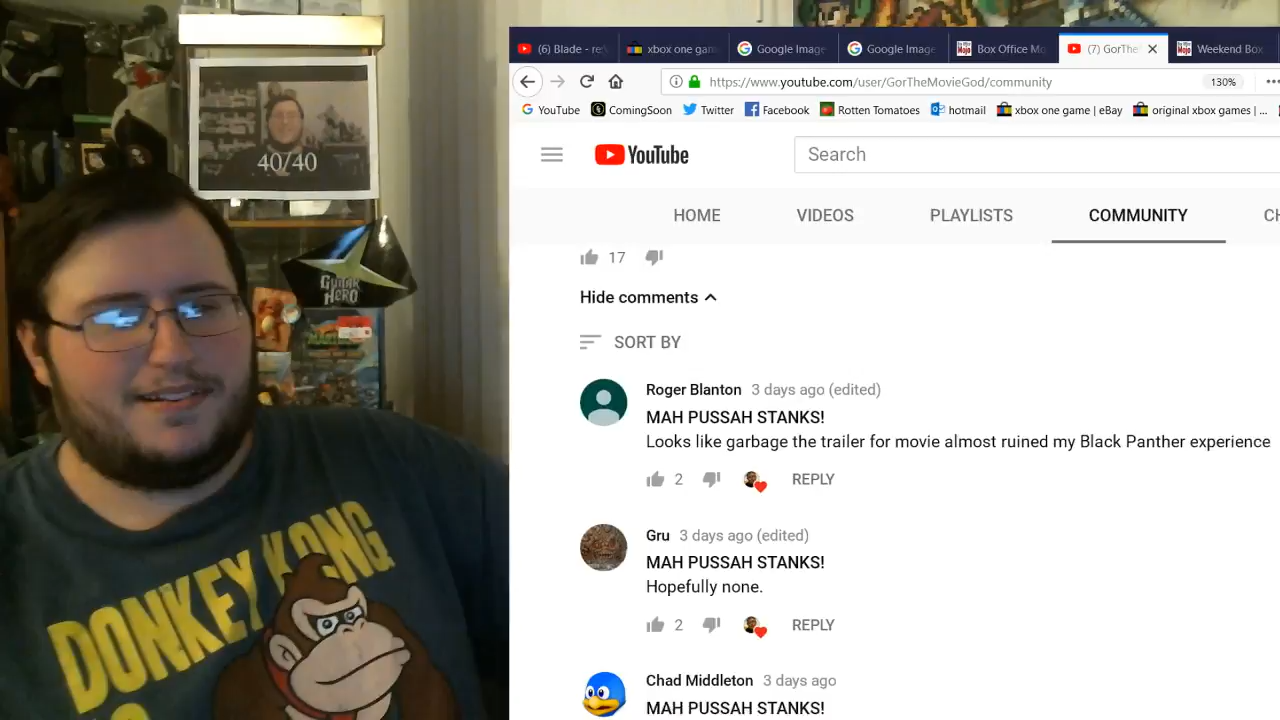 (6) Blade - re
xbox one gam
Google Image
Google Image
Box Office Mo
(7) GorThe
Weekend Box
https://www.youtube.com/user/GorTheMovieGod/community
130%
YouTube
ComingSoon
Twitter
Facebook
Rotten Tomatoes
hotmail
xbox one game | eBay
original xbox games | ...
YouTube
Search
HOME
VIDEOS
PLAYLISTS
COMMUNITY
CH
17
Hide comments
SORT BY
Roger Blanton 3 days ago (edited)
MAH PUSSAH STANKS!
Looks like garbage the trailer for movie almost ruined my Black Panther experience
2
REPLY
Gru 3 days ago (edited)
MAH PUSSAH STANKS!
Hopefully none.
2
REPLY
Chad Middleton 3 days ago
MAH PUSSAH STANKS!
40/40
GUITAR
HERO
DONKEY KONG